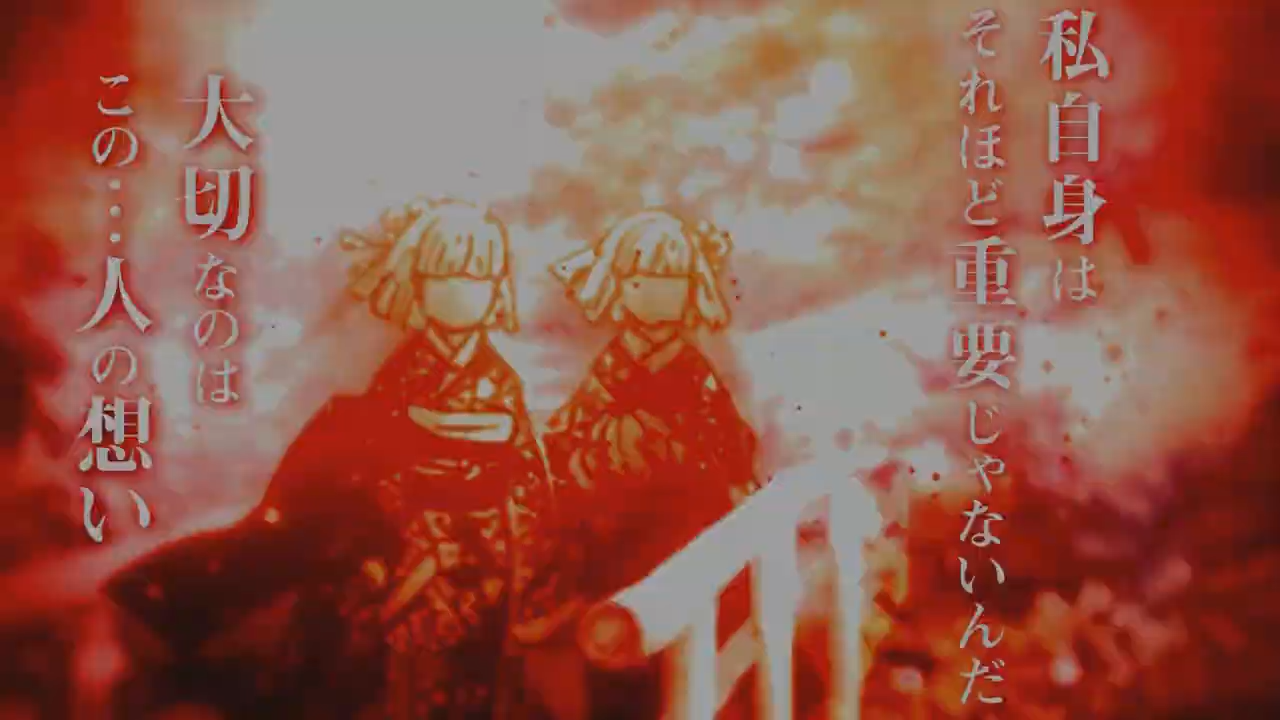 私自身は
それほど重要じゃないんだ
大切なのは
この…人の想い